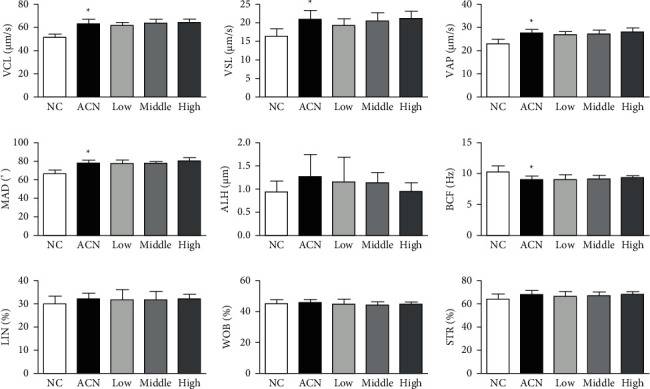 VCL (µm/s)
80
60
40
20
0
*
NC ACN Low Middle High
VSL (µm/s)
25
20
15
10
5
0
*
NC ACN Low Middle High
VAP (µm/s)
50
40
30
20
10
0
*
NC ACN Low Middle High
MAD (°)
100
80
60
40
20
0
*
NC ACN Low Middle High
ALH (µm)
2.0
1.5
1.0
0.5
0.0
NC ACN Low Middle High
BCF (Hz)
15
10
5
0
*
NC ACN Low Middle High
LIN (%)
40
30
20
10
0
NC ACN Low Middle High
WOB (%)
60
40
20
0
NC ACN Low Middle High
STR (%)
80
60
40
20
0
NC ACN Low Middle High